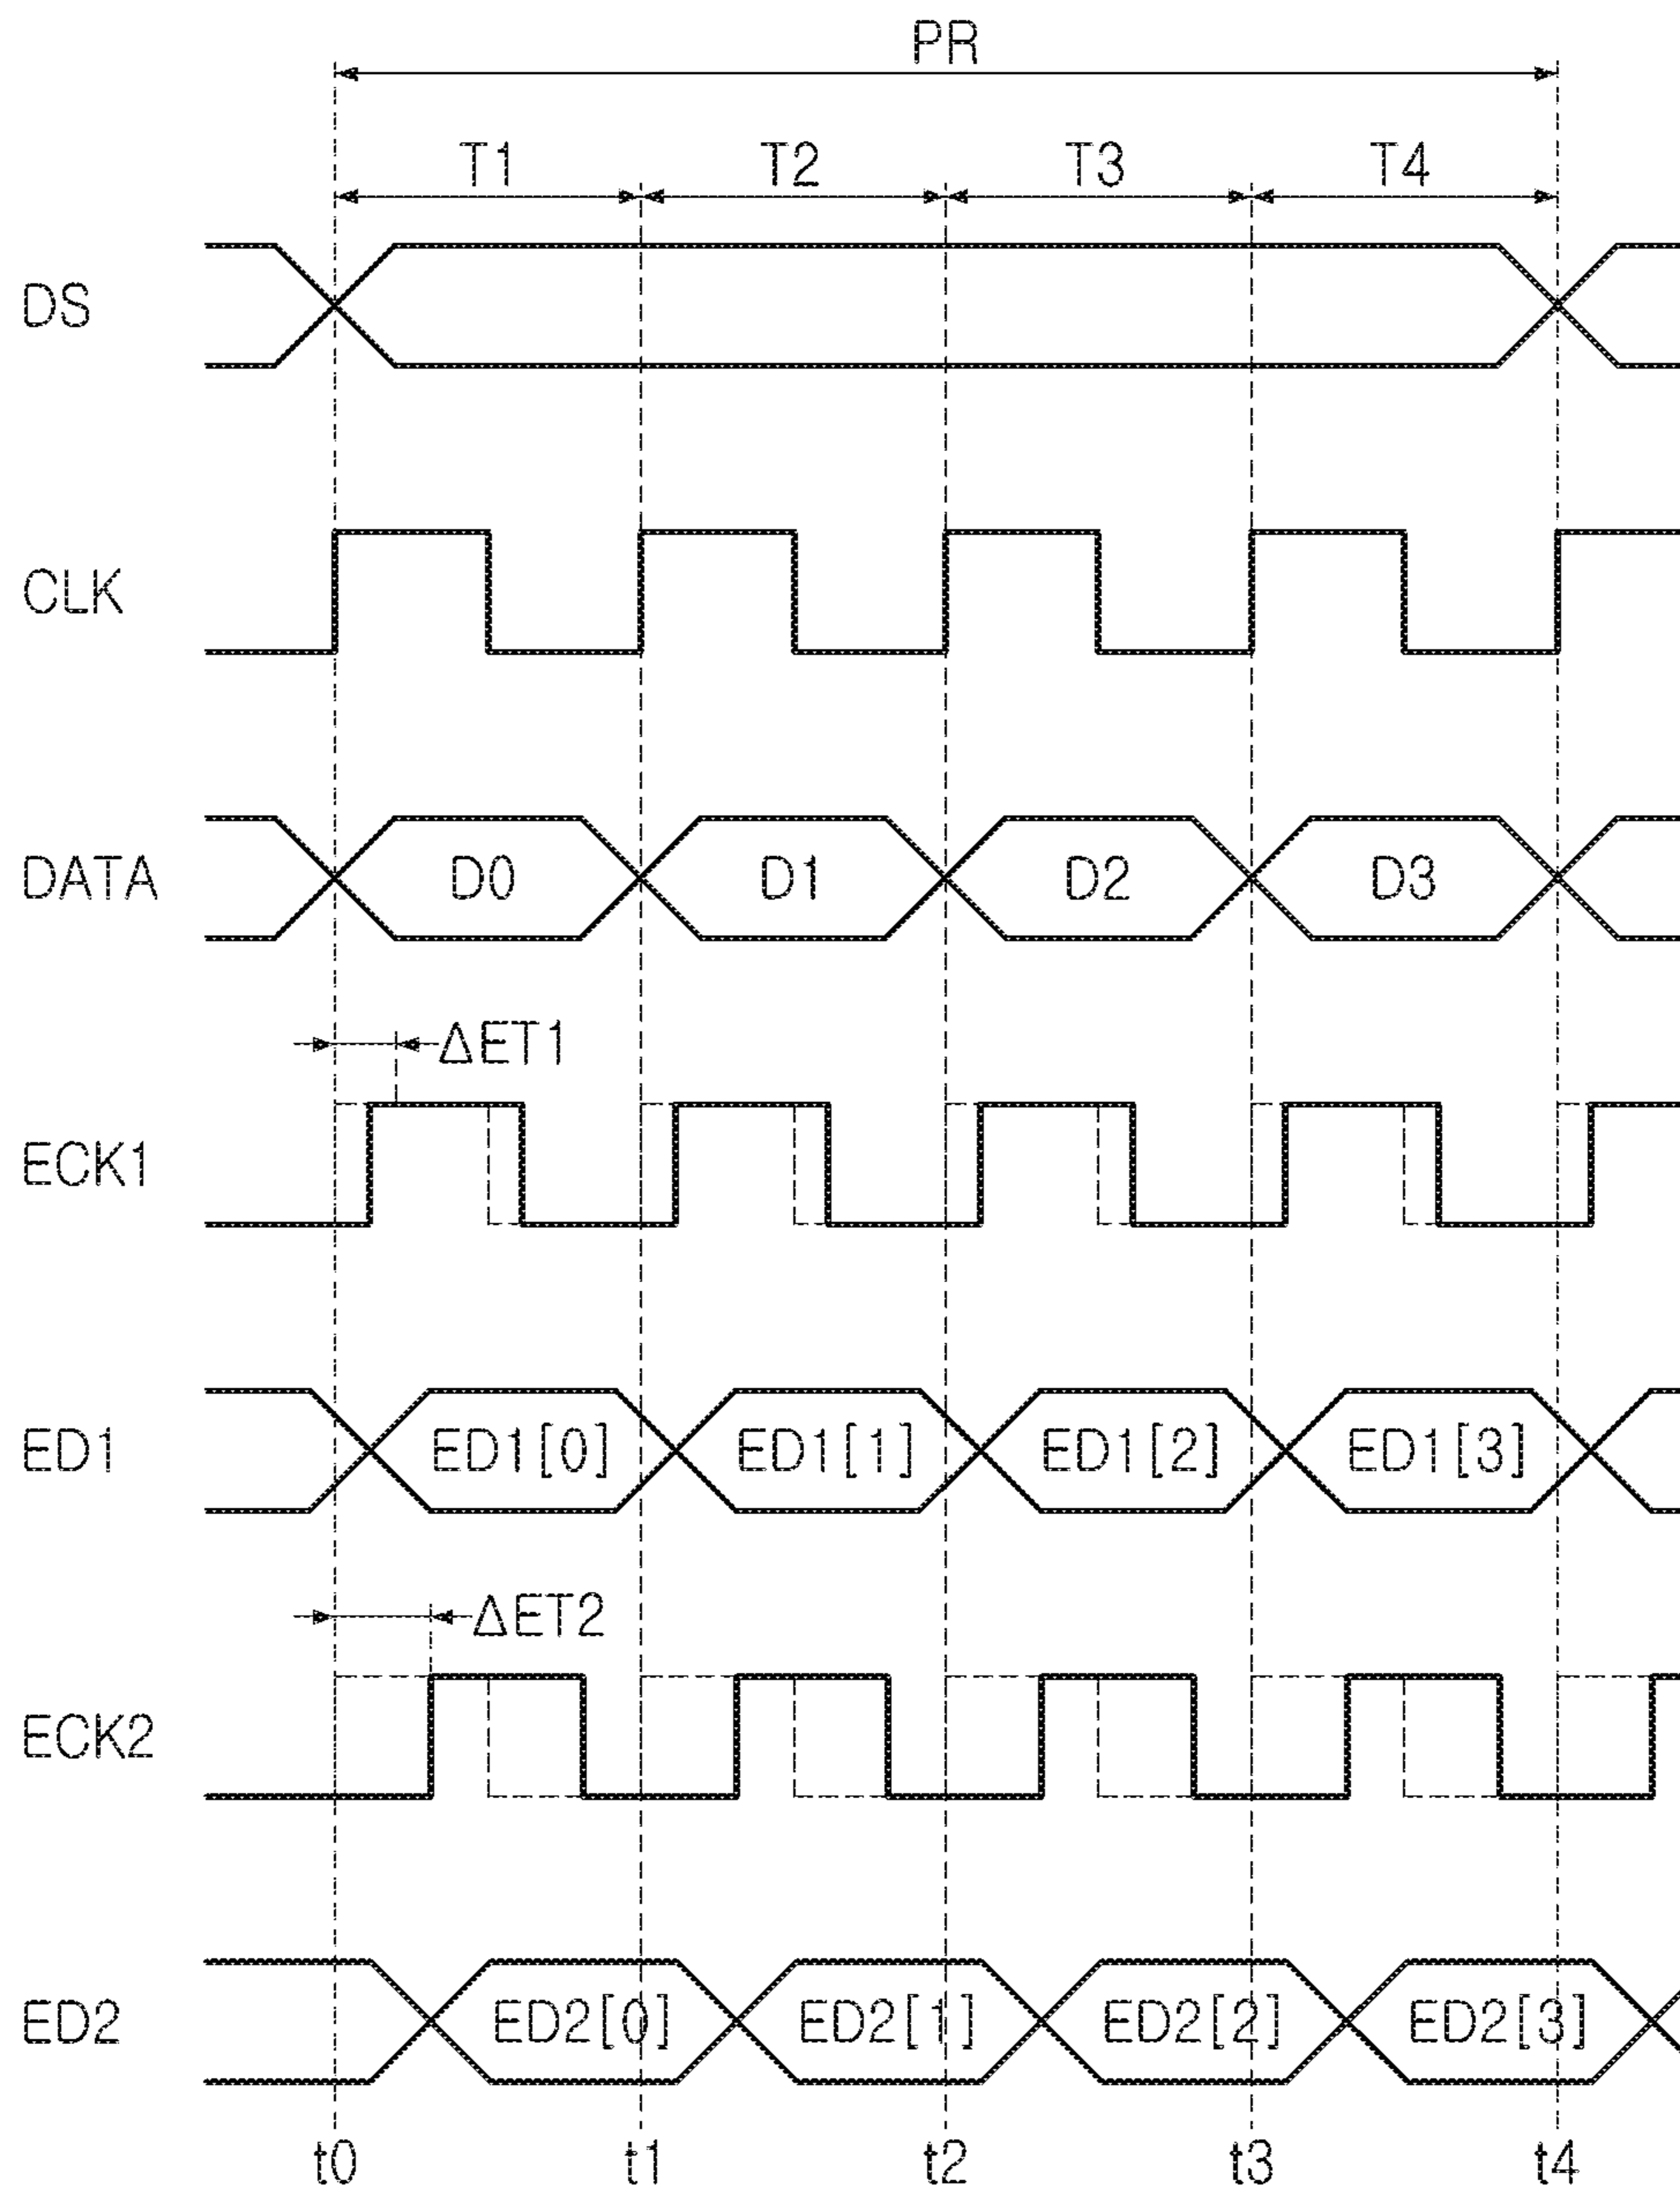 PR
T1 T2 T3 T4
DS
CLK
DATA D0 D1 D2 D3
ΔET1
ECK1
ED1 ED1[0] ED1[1] ED1[2] ED1[3]
ΔET2
ECK2
ED2 ED2[0] ED2[1] ED2[2] ED2[3]
t0 t1 t2 t3 t4